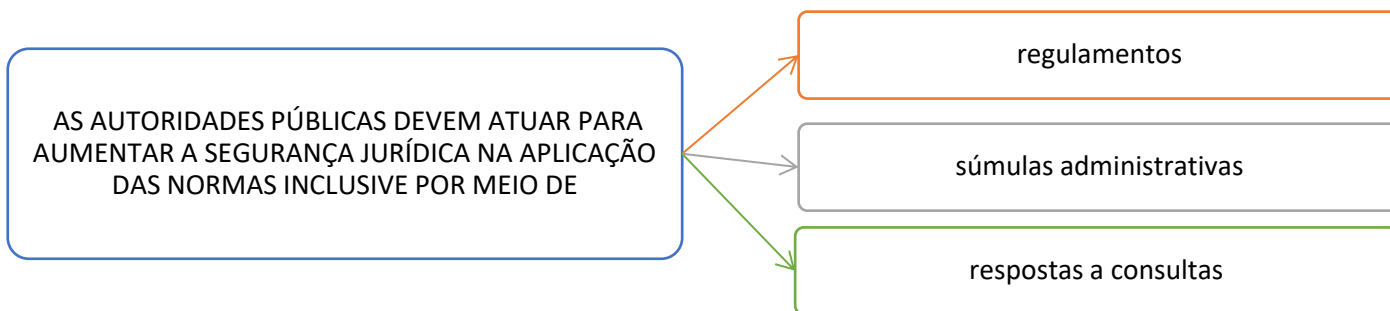 AS AUTORIDADES PÚBLICAS DEVEM ATUAR PARA
AUMENTAR A SEGURANÇA JURÍDICA NA APLICAÇÃO
DAS NORMAS INCLUSIVE POR MEIO DE
regulamentos
súmulas administrativas
respostas a consultas